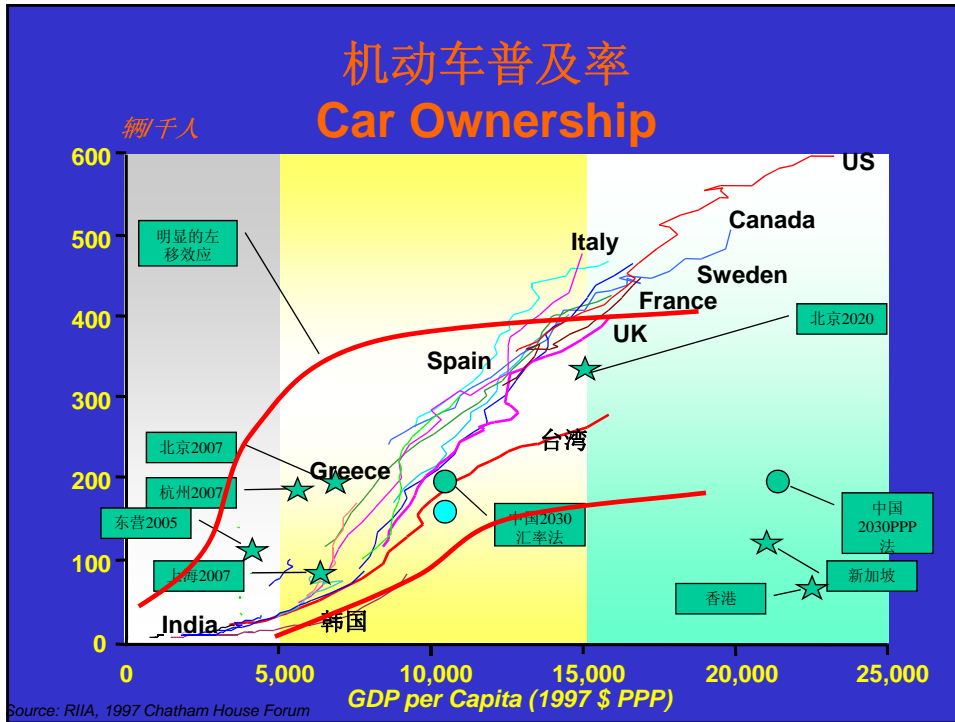 机动车普及率
Car Ownership
辆/千人
600
US
Canada
500
明显的左
移效应
Italy
Sweden
France
400
北京2020
UK
Spain
300
台湾
北京2007
Greece
200
杭州2007
中国2030
汇率法
中国
2030PPP
法
东营2005
100
上海2007
新加坡
香港
India
韩国
0
0
5,000
10,000
15,000
20,000
25,000
GDP per Capita (1997 $ PPP)
Source: RIIA, 1997 Chatham House Forum